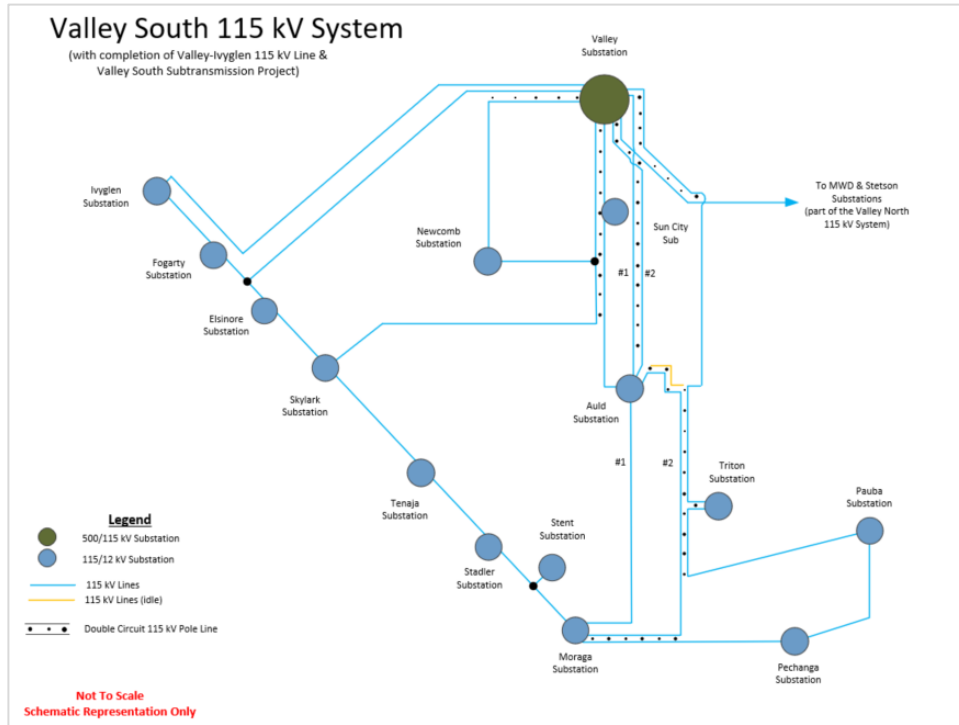 Valley South 115 kV System
(with completion of Valley-Ivyglen 115 kV Line &
Valley South Subtransmission Project)
Valley
Substation
Ivyglen
Substation
To MWD & Stetson
Substations
(part of the Valley North
115 kV System)
Newcomb
Substation
Sun City
Sub
Fogarty
Substation
#1
#2
Elsinore
Substation
Skylark
Substation
Auld
Substation
#1
#2
Triton
Substation
Pauba
Substation
Tenaja
Substation
Stent
Substation
Stadler
Substation
Moraga
Substation
Pechanga
Substation
Legend
500/115 kV Substation
115/12 kV Substation
115 kV Lines
115 kV Lines (idle)
Double Circuit 115 kV Pole Line
Not To Scale
Schematic Representation Only